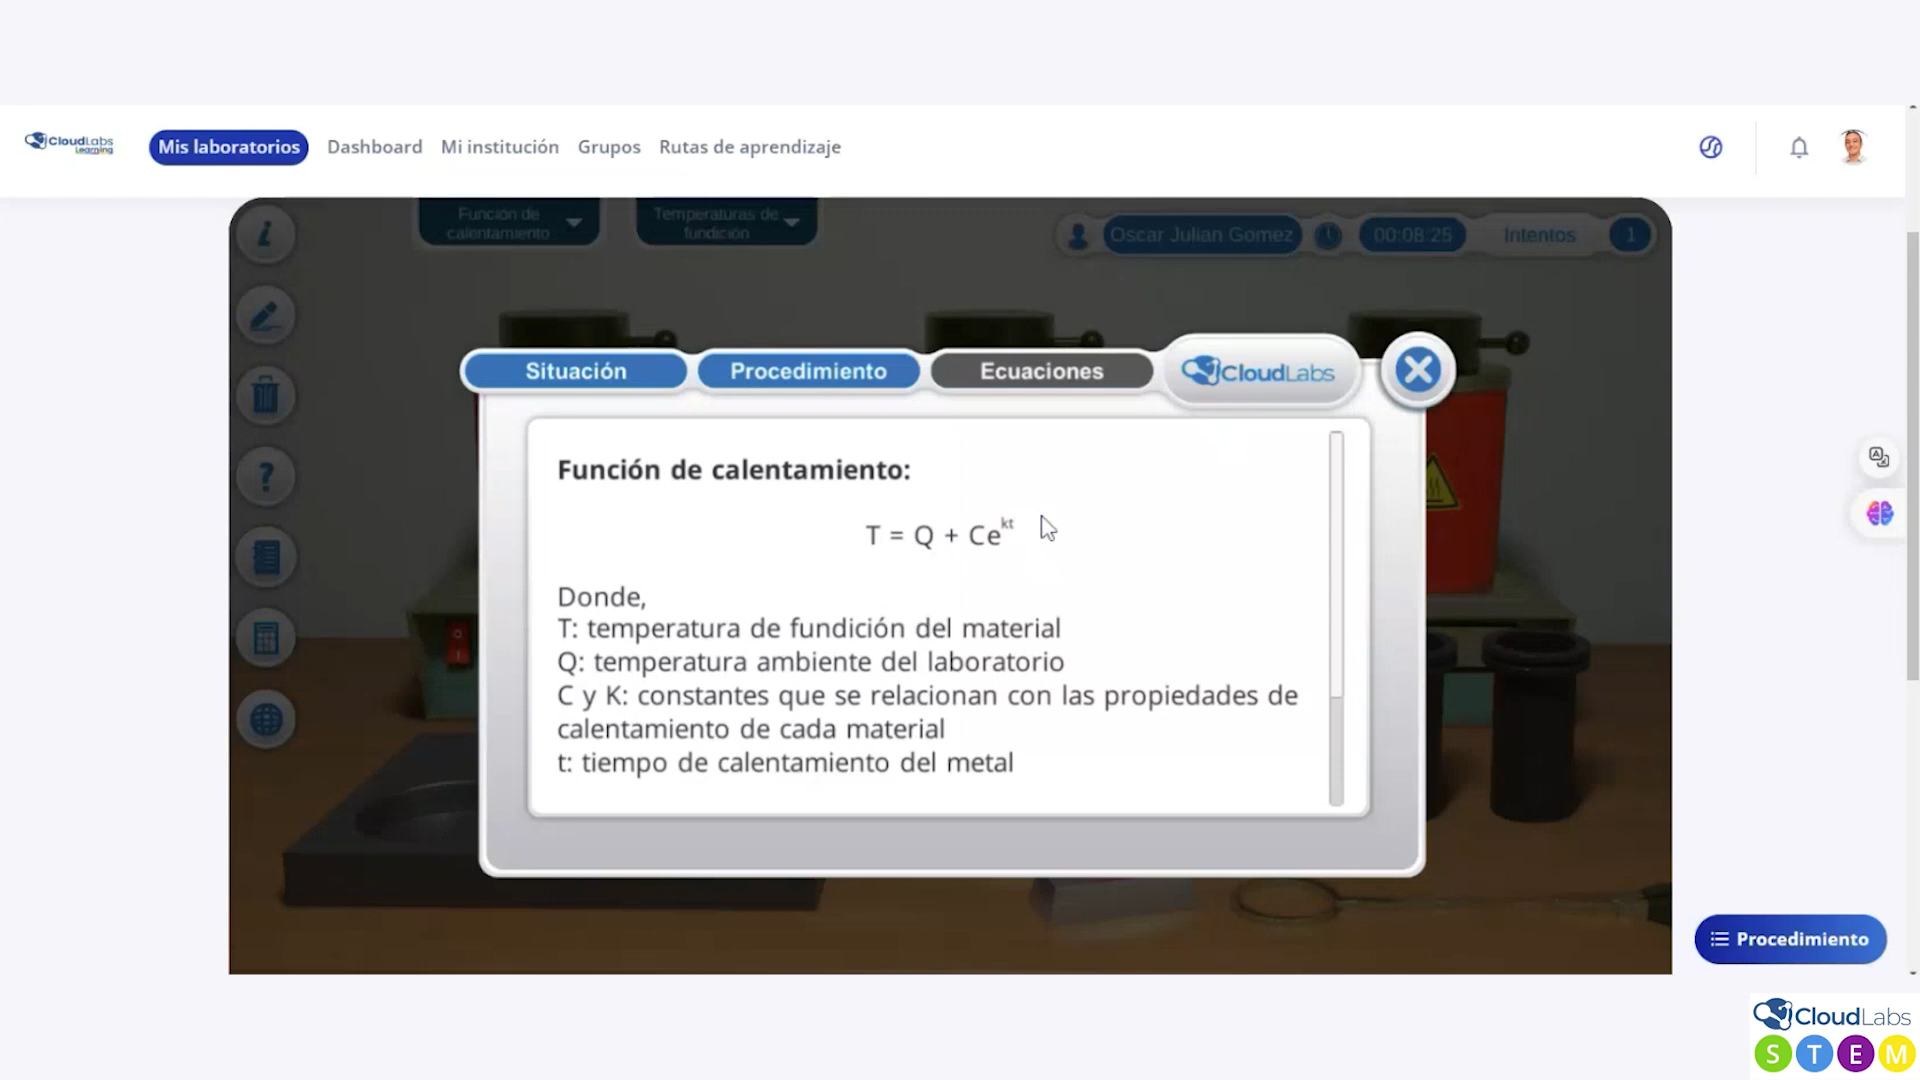 CloudLabs
Learning
Mis laboratorios
Dashboard
Mi institución
Grupos
Rutas de aprendizaje
Función de
calentamiento
Temperaturas de
fundición
Oscar Julian Gomez
00:08:25
Intentos
1
Situación
Procedimiento
Ecuaciones
CloudLabs
Función de calentamiento:
T = Q + Ce^kt
Donde,
T: temperatura de fundición del material
Q: temperatura ambiente del laboratorio
C y K: constantes que se relacionan con las propiedades de
calentamiento de cada material
t: tiempo de calentamiento del metal
Procedimiento
CloudLabs
STEM